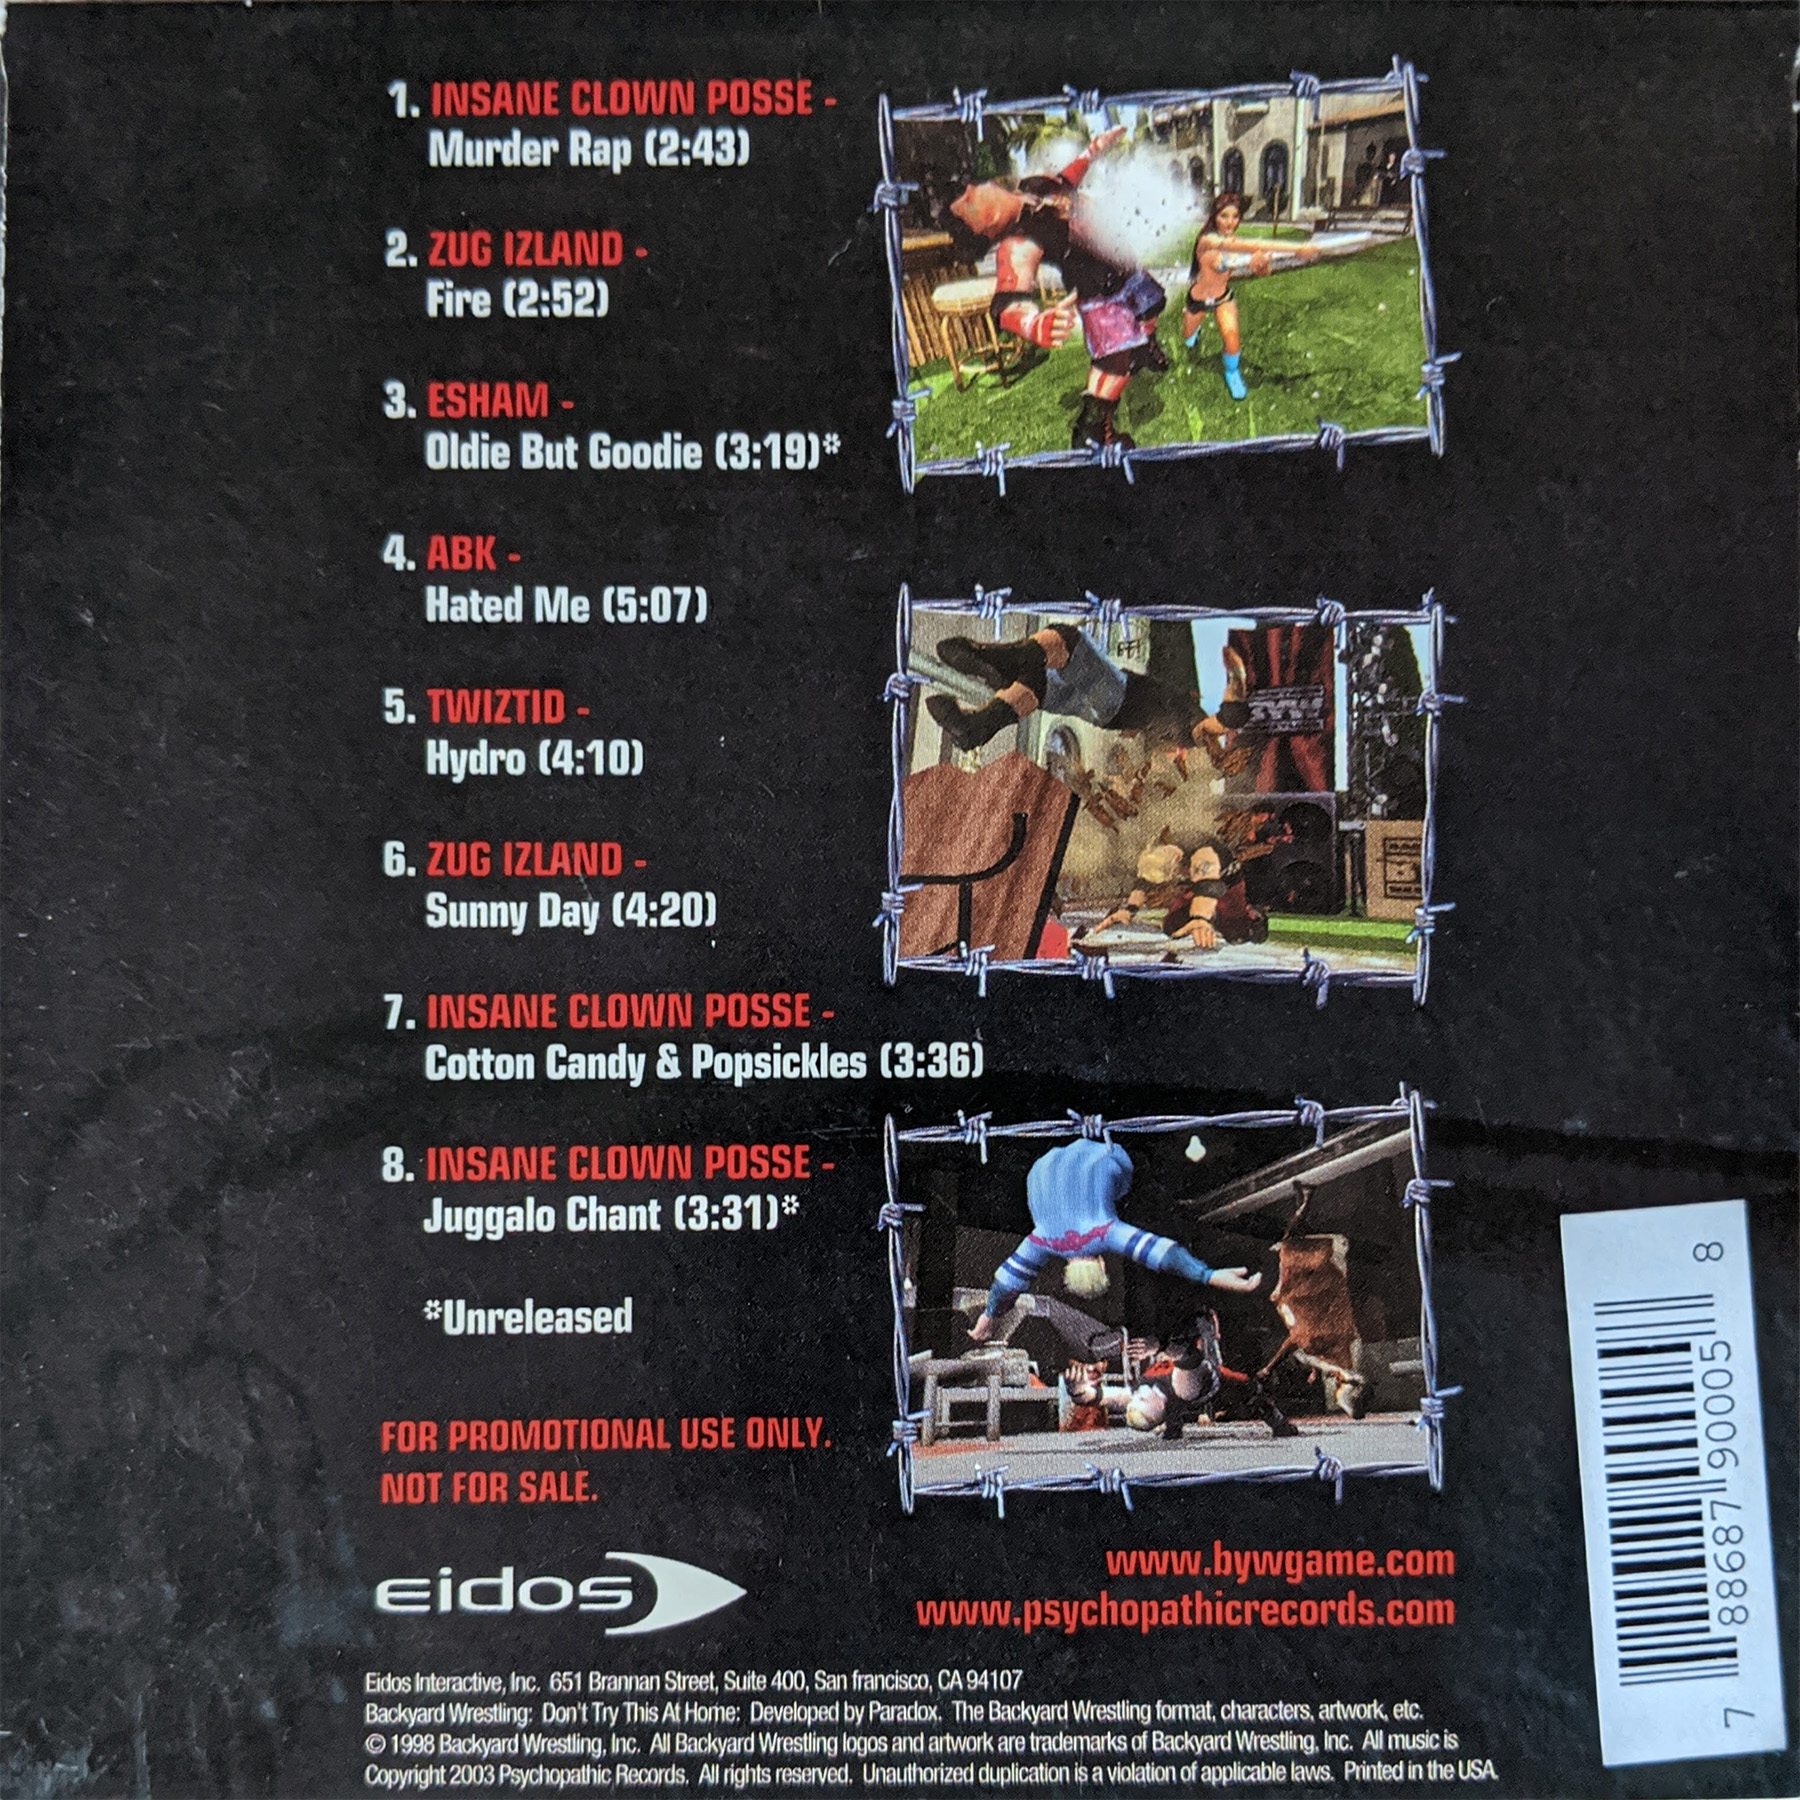 1. INSANE CLOWN POSSE -
Murder Rap (2:43)
2. ZUG IZLAND -
Fire (2:52)
3. ESHAM -
Oldie But Goodie (3:19)*
4. ABK -
Hated Me (5:07)
5. TWIZTID -
Hydro (4:10)
6. ZUG IZLAND -
Sunny Day (4:20)
7. INSANE CLOWN POSSE -
Cotton Candy & Popsickles (3:36)
8. INSANE CLOWN POSSE -
Juggalo Chant (3:31)*
*Unreleased
FOR PROMOTIONAL USE ONLY.
NOT FOR SALE.
eidos
www.bywgame.com
www.psychopathicrecords.com
7 88687 90005 8
Eidos Interactive, Inc. 651 Brannan Street, Suite 400, San francisco, CA 94107
Backyard Wrestling: Don't Try This At Home: Developed by Paradox. The Backyard Wrestling format, characters, artwork, etc.
© 1998 Backyard Wrestling, Inc. All Backyard Wrestling logos and artwork are trademarks of Backyard Wrestling, Inc. All music is
Copyright 2003 Psychopathic Records. All rights reserved. Unauthorized duplication is a violation of applicable laws. Printed in the USA.